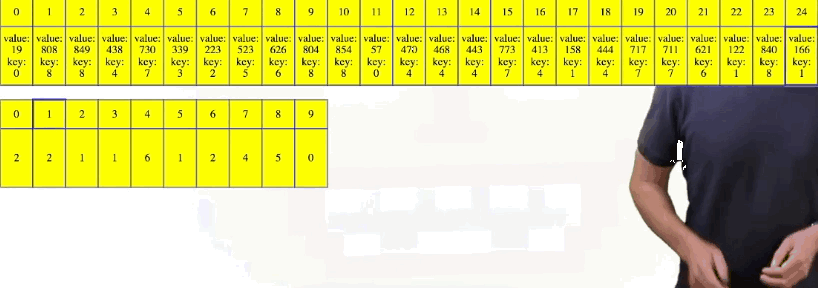 0 1 2 3 4 5 6 7 8 9 10 11 12 13 14 15 16 17 18 19 20 21 22 23 24
value: value: value: value: value: value: value: value: value: value: value: value: value: value: value: value: value: value: value: value: value: value: value: value: value:
19 808 849 438 730 339 223 523 626 804 854 57 470 468 443 773 413 158 444 717 711 621 122 840 166
key: key: key: key: key: key: key: key: key: key: key: key: key: key: key: key: key: key: key: key: key: key: key: key: key:
0 8 8 4 7 3 2 5 6 8 8 0 4 4 4 7 4 1 4 7 7 6 1 8 1
0 1 2 3 4 5 6 7 8 9
2 2 1 1 6 1 2 4 5 0